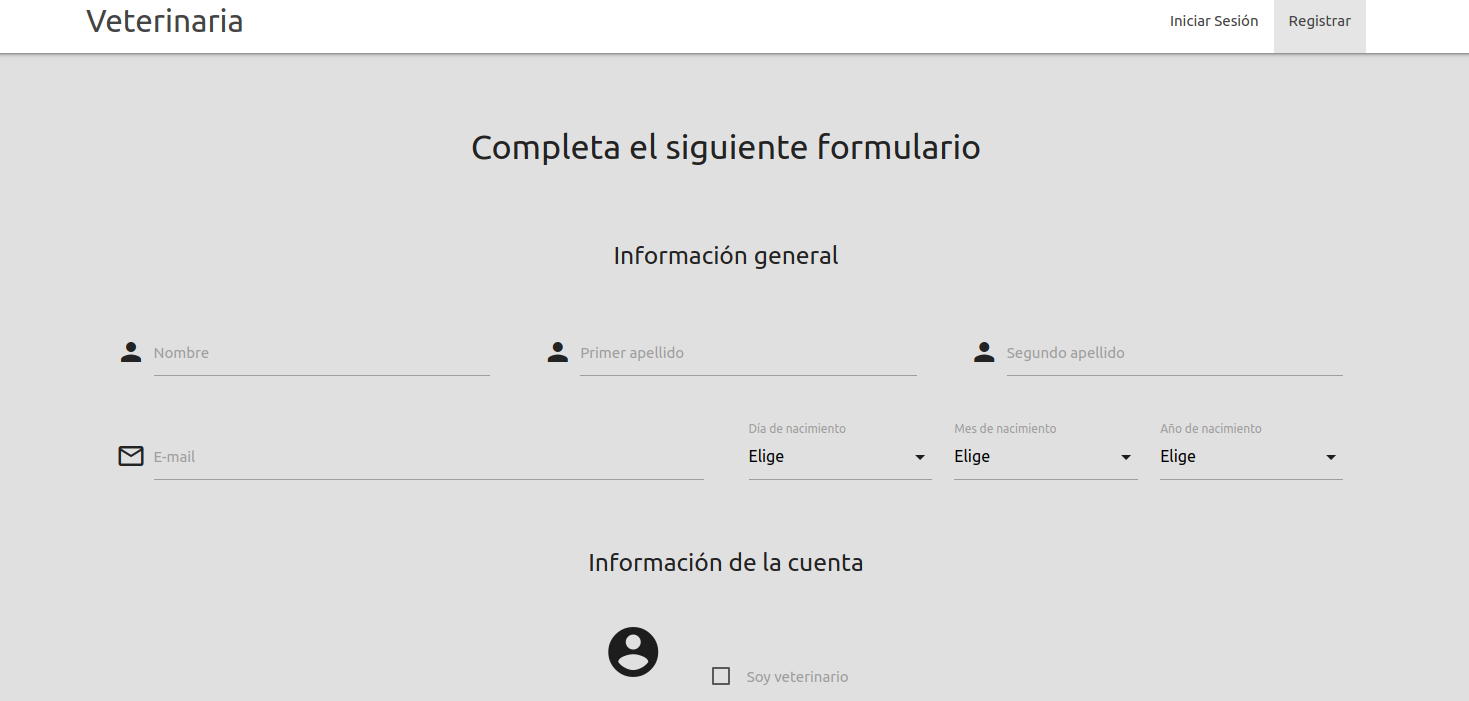 Veterinaria
Iniciar Sesión
Registrar
Completa el siguiente formulario
Información general
Nombre
Primer apellido
Segundo apellido
E-mail
Día de nacimiento
Elige
Mes de nacimiento
Elige
Año de nacimiento
Elige
Información de la cuenta
Soy veterinario